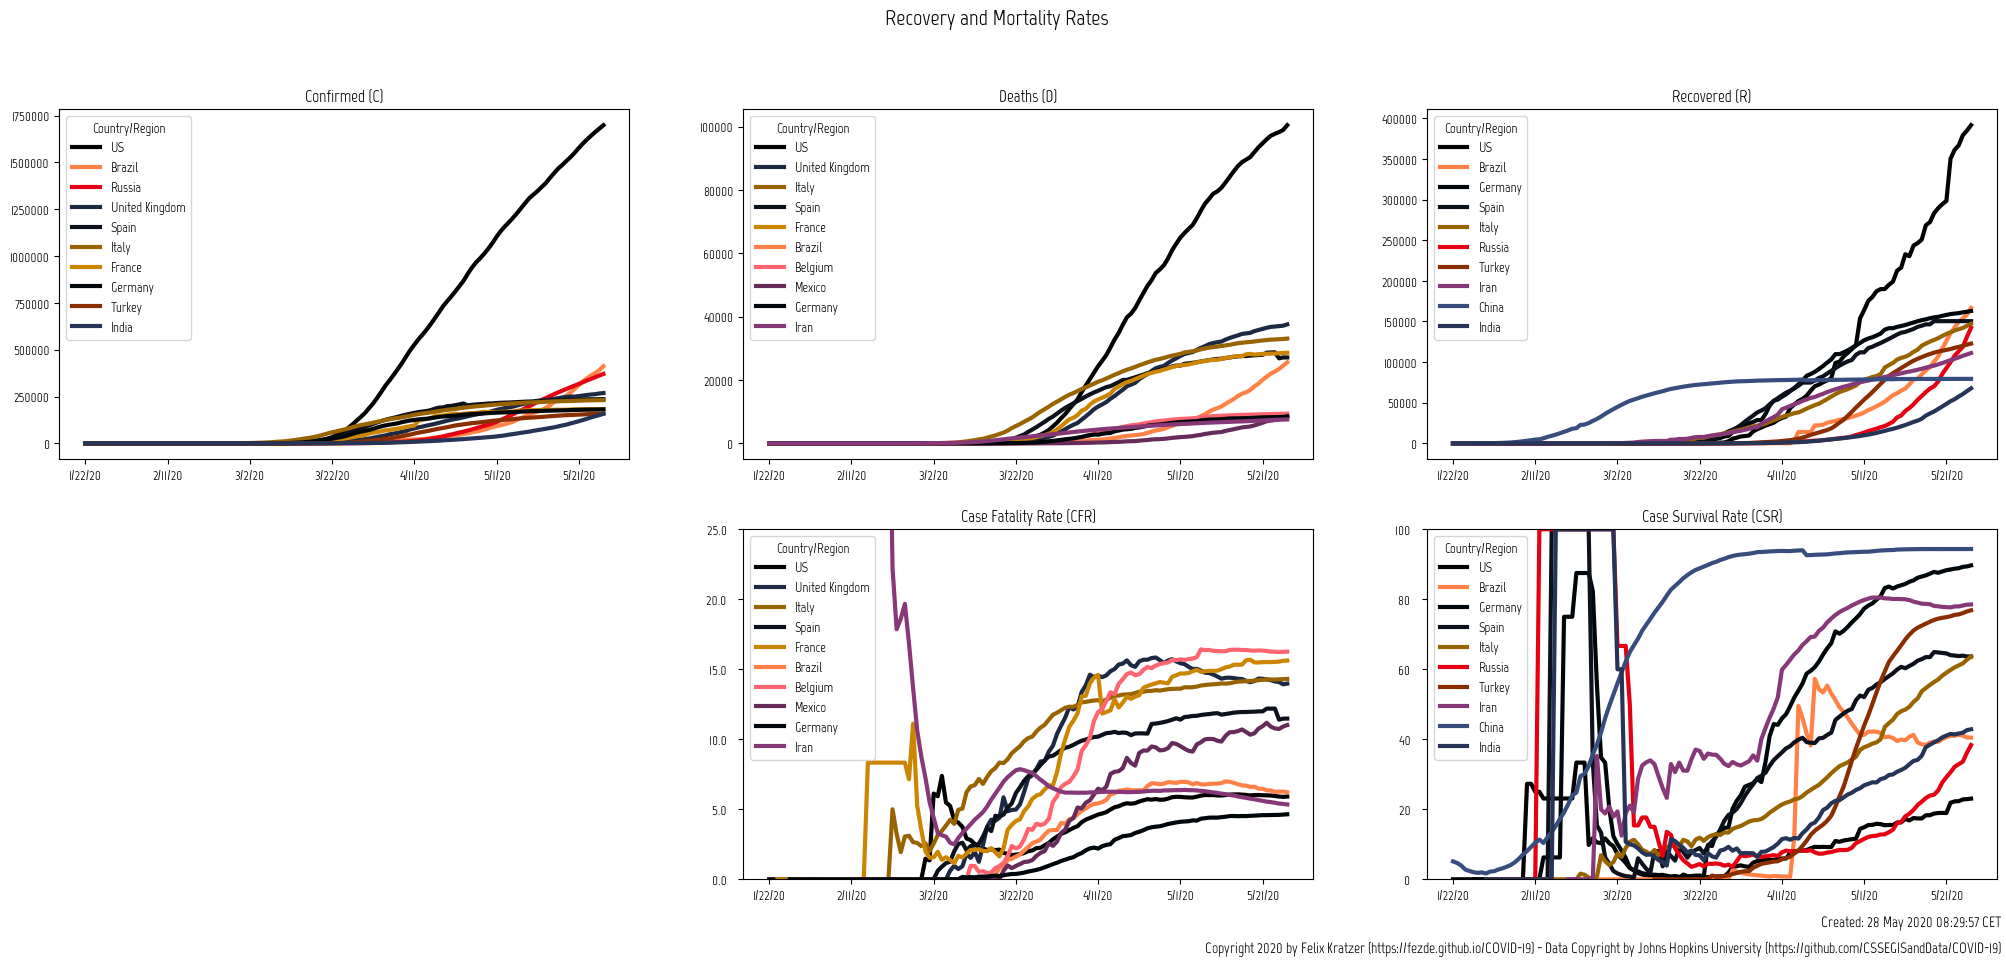 Recovery and Mortality Rates
Confirmed (C)
1750000
1500000
1250000
1000000
750000
500000
250000
0
Country/Region
US
Brazil
Russia
United Kingdom
Spain
Italy
France
Germany
Turkey
India
1/22/20 2/11/20 3/2/20 3/22/20 4/11/20 5/1/20 5/21/20
Deaths (D)
100000
80000
60000
40000
20000
0
Country/Region
US
United Kingdom
Italy
Spain
France
Brazil
Belgium
Mexico
Germany
Iran
1/22/20 2/11/20 3/2/20 3/22/20 4/11/20 5/1/20 5/21/20
Recovered (R)
400000
350000
300000
250000
200000
150000
100000
50000
0
Country/Region
US
Brazil
Germany
Spain
Italy
Russia
Turkey
Iran
China
India
1/22/20 2/11/20 3/2/20 3/22/20 4/11/20 5/1/20 5/21/20
Case Fatality Rate (CFR)
25.0
20.0
15.0
10.0
5.0
0.0
Country/Region
US
United Kingdom
Italy
Spain
France
Brazil
Belgium
Mexico
Germany
Iran
1/22/20 2/11/20 3/2/20 3/22/20 4/11/20 5/1/20 5/21/20
Case Survival Rate (CSR)
100
80
60
40
20
0
Country/Region
US
Brazil
Germany
Spain
Italy
Russia
Turkey
Iran
China
India
1/22/20 2/11/20 3/2/20 3/22/20 4/11/20 5/1/20 5/21/20
Created: 28 May 2020 08:29:57 CET
Copyright 2020 by Felix Kratzer (https://fezde.github.io/COVID-19) - Data Copyright by Johns Hopkins University (https://github.com/CSSEGISandData/COVID-19)